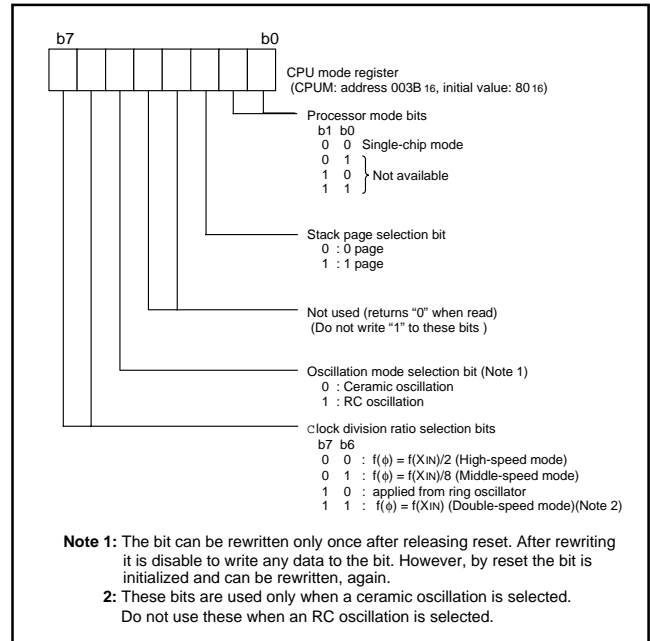 b7 b0
CPU mode register
(CPUM: address 003B 16, initial value: 80 16)
Processor mode bits
b1 b0
0 0 Single-chip mode
0 1
1 0 Not available
1 1
Stack page selection bit
0 : 0 page
1 : 1 page
Not used (returns “0” when read)
(Do not write “1” to these bits )
Oscillation mode selection bit (Note 1)
0 : Ceramic oscillation
1 : RC oscillation
Clock division ratio selection bits
b7 b6
0 0 : f(ϕ) = f(XIN)/2 (High-speed mode)
0 1 : f(ϕ) = f(XIN)/8 (Middle-speed mode)
1 0 : applied from ring oscillator
1 1 : f(ϕ) = f(XIN) (Double-speed mode)(Note 2)
Note 1: The bit can be rewritten only once after releasing reset. After rewriting
it is disable to write any data to the bit. However, by reset the bit is
initialized and can be rewritten, again.
2: These bits are used only when a ceramic oscillation is selected.
Do not use these when an RC oscillation is selected.